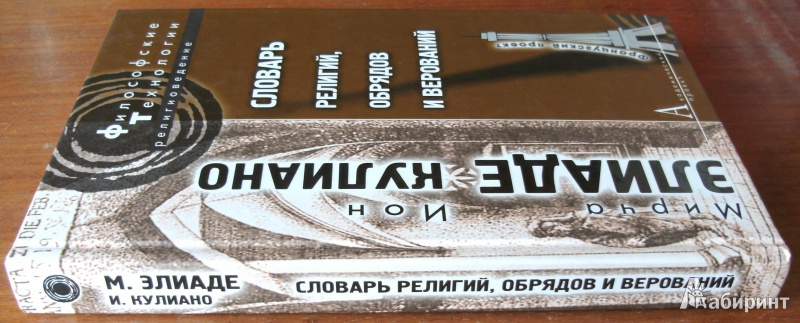 Философские
Технологии
религиоведение
СЛОВАРЬ
РЕЛИГИЙ,
ОБРЯДОВ
И ВЕРОВАНИЙ
Французский проект
Мирча
Ион
ЭЛИАДЕ КУЛИАНО
М. ЭЛИАДЕ
И. КУЛИАНО
СЛОВАРЬ РЕЛИГИЙ, ОБРЯДОВ И ВЕРОВАНИЙ
Лабиринт